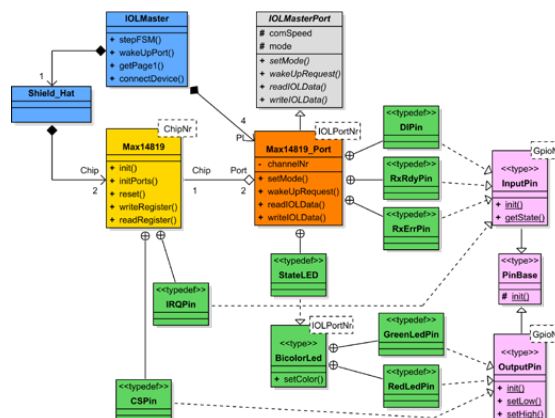 IOLMaster
+ stepFSM()
+ wakeUpPort()
+ getPage1()
+ connectDevice()
IOLMasterPort
# comSpeed
# mode
+ setMode()
+ wakeUpRequest()
+ readIOLData()
+ writeIOLData()
1
Shield_Hat
4
PL
ChipNr
Max14819
+ init()
+ initPorts()
+ reset()
+ writeRegister()
+ readRegister()
Chip
2
Chip
1
Port
2
IOLPortNr
Max14819_Port
- channelNr
+ setMode()
+ wakeUpRequest()
+ readIOLData()
+ writeIOLData()
<<typedef>>
DIPin
<<typedef>>
RxRdyPin
<<typedef>>
RxErrPin
<<type>>
InputPin
+ init()
+ getState()
<<typedef>>
StateLED
<<type>>
PinBase
# init()
<<typedef>>
IRQPin
IOLPortNr
<<type>>
BicolorLed
+ setColor()
<<typedef>>
GreenLedPin
<<typedef>>
RedLedPin
<<type>>
OutputPin
+ init()
+ setLow()
+ setHigh()
<<typedef>>
CSPin